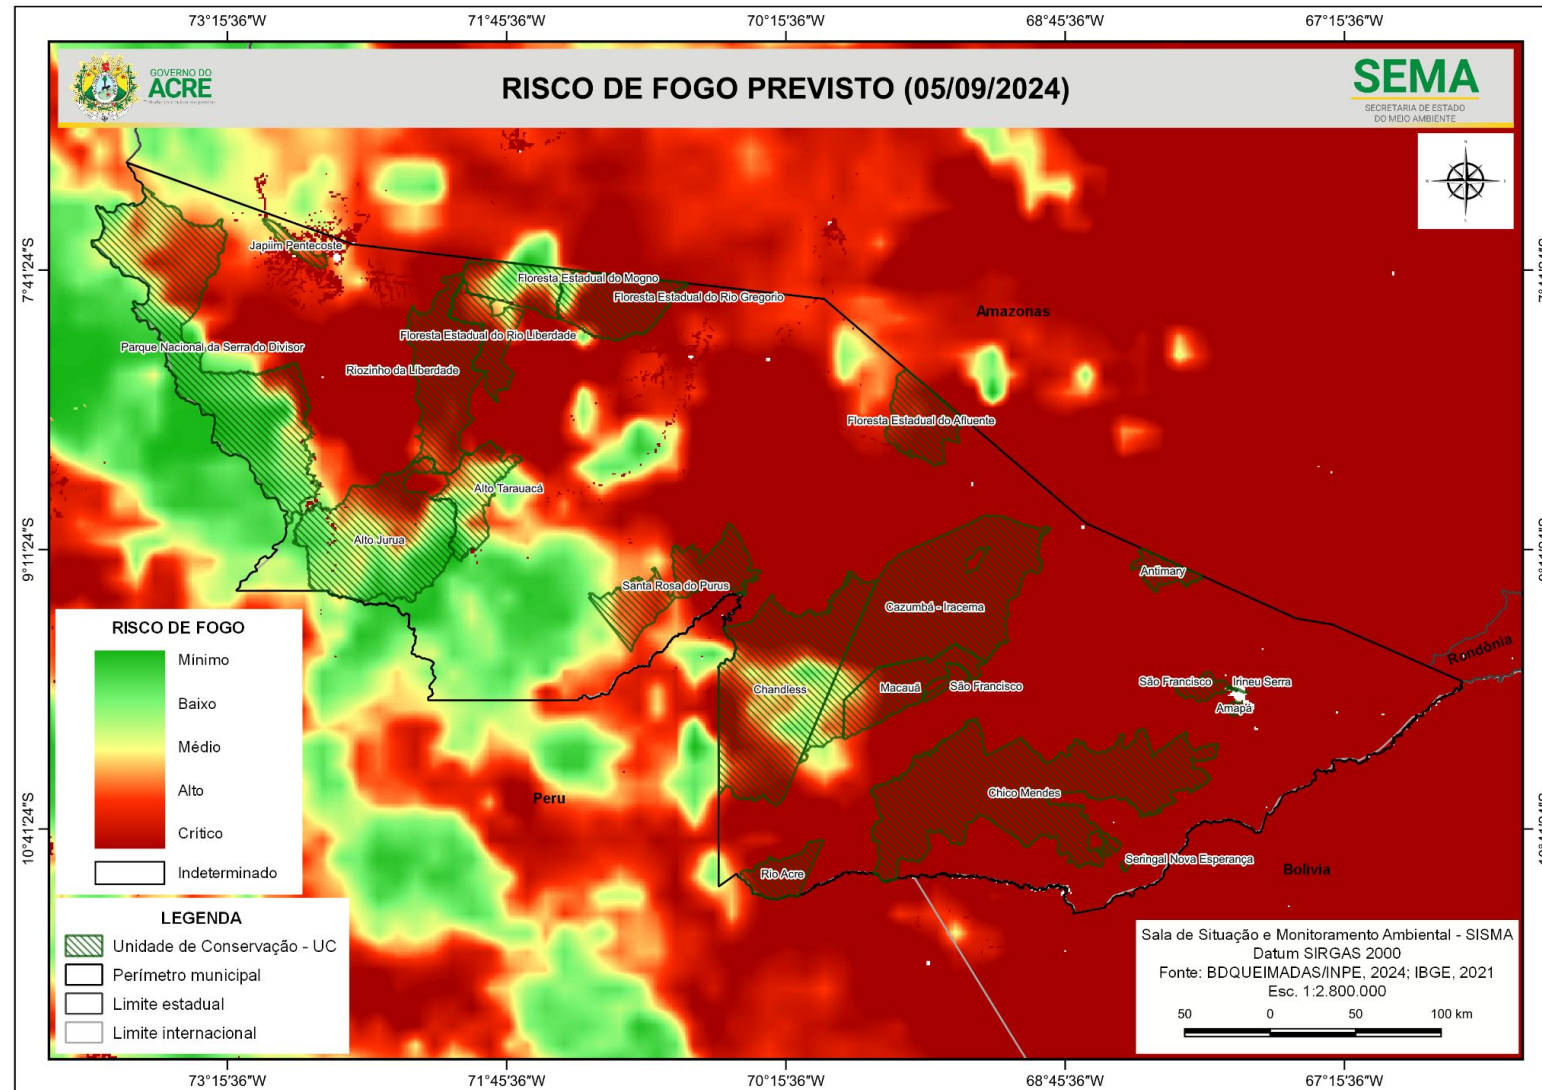 73°15'36"W
71°45'36"W
70°15'36"W
68°45'36"W
67°15'36"W
GOVERNO DO
ACRE
RISCO DE FOGO PREVISTO (05/09/2024)
SEMA
SECRETARIA DE ESTADO
DO MEIO AMBIENTE
7°41'24"S
9°11'24"S
10°41'24"S
Japiim Pentecoste
Floresta Estadual do Mogno
Floresta Estadual do Rio Gregorio
Amazonas
Floresta Estadual do Rio Liberdade
Parque Nacional da Serra do Divisor
Riozinho da Liberdade
Floresta Estadual do Afluente
Alto Tarauacá
Alto Jurua
Santa Rosa do Purus
Antimary
Cazumbá - Iracema
Rondônia
Chandless
Macauã
São Francisco
São Francisco
Irineu Serra
Amapá
Peru
Chico Mendes
Seringal Nova Esperança
Rio Acre
Bolivia
RISCO DE FOGO
Mínimo
Baixo
Médio
Alto
Crítico
Indeterminado
LEGENDA
Unidade de Conservação - UC
Perímetro municipal
Limite estadual
Limite internacional
Sala de Situação e Monitoramento Ambiental - SISMA
Datum SIRGAS 2000
Fonte: BDQUEIMADAS/INPE, 2024; IBGE, 2021
Esc. 1:2.800.000
50 0 50 100 km
73°15'36"W
71°45'36"W
70°15'36"W
68°45'36"W
67°15'36"W